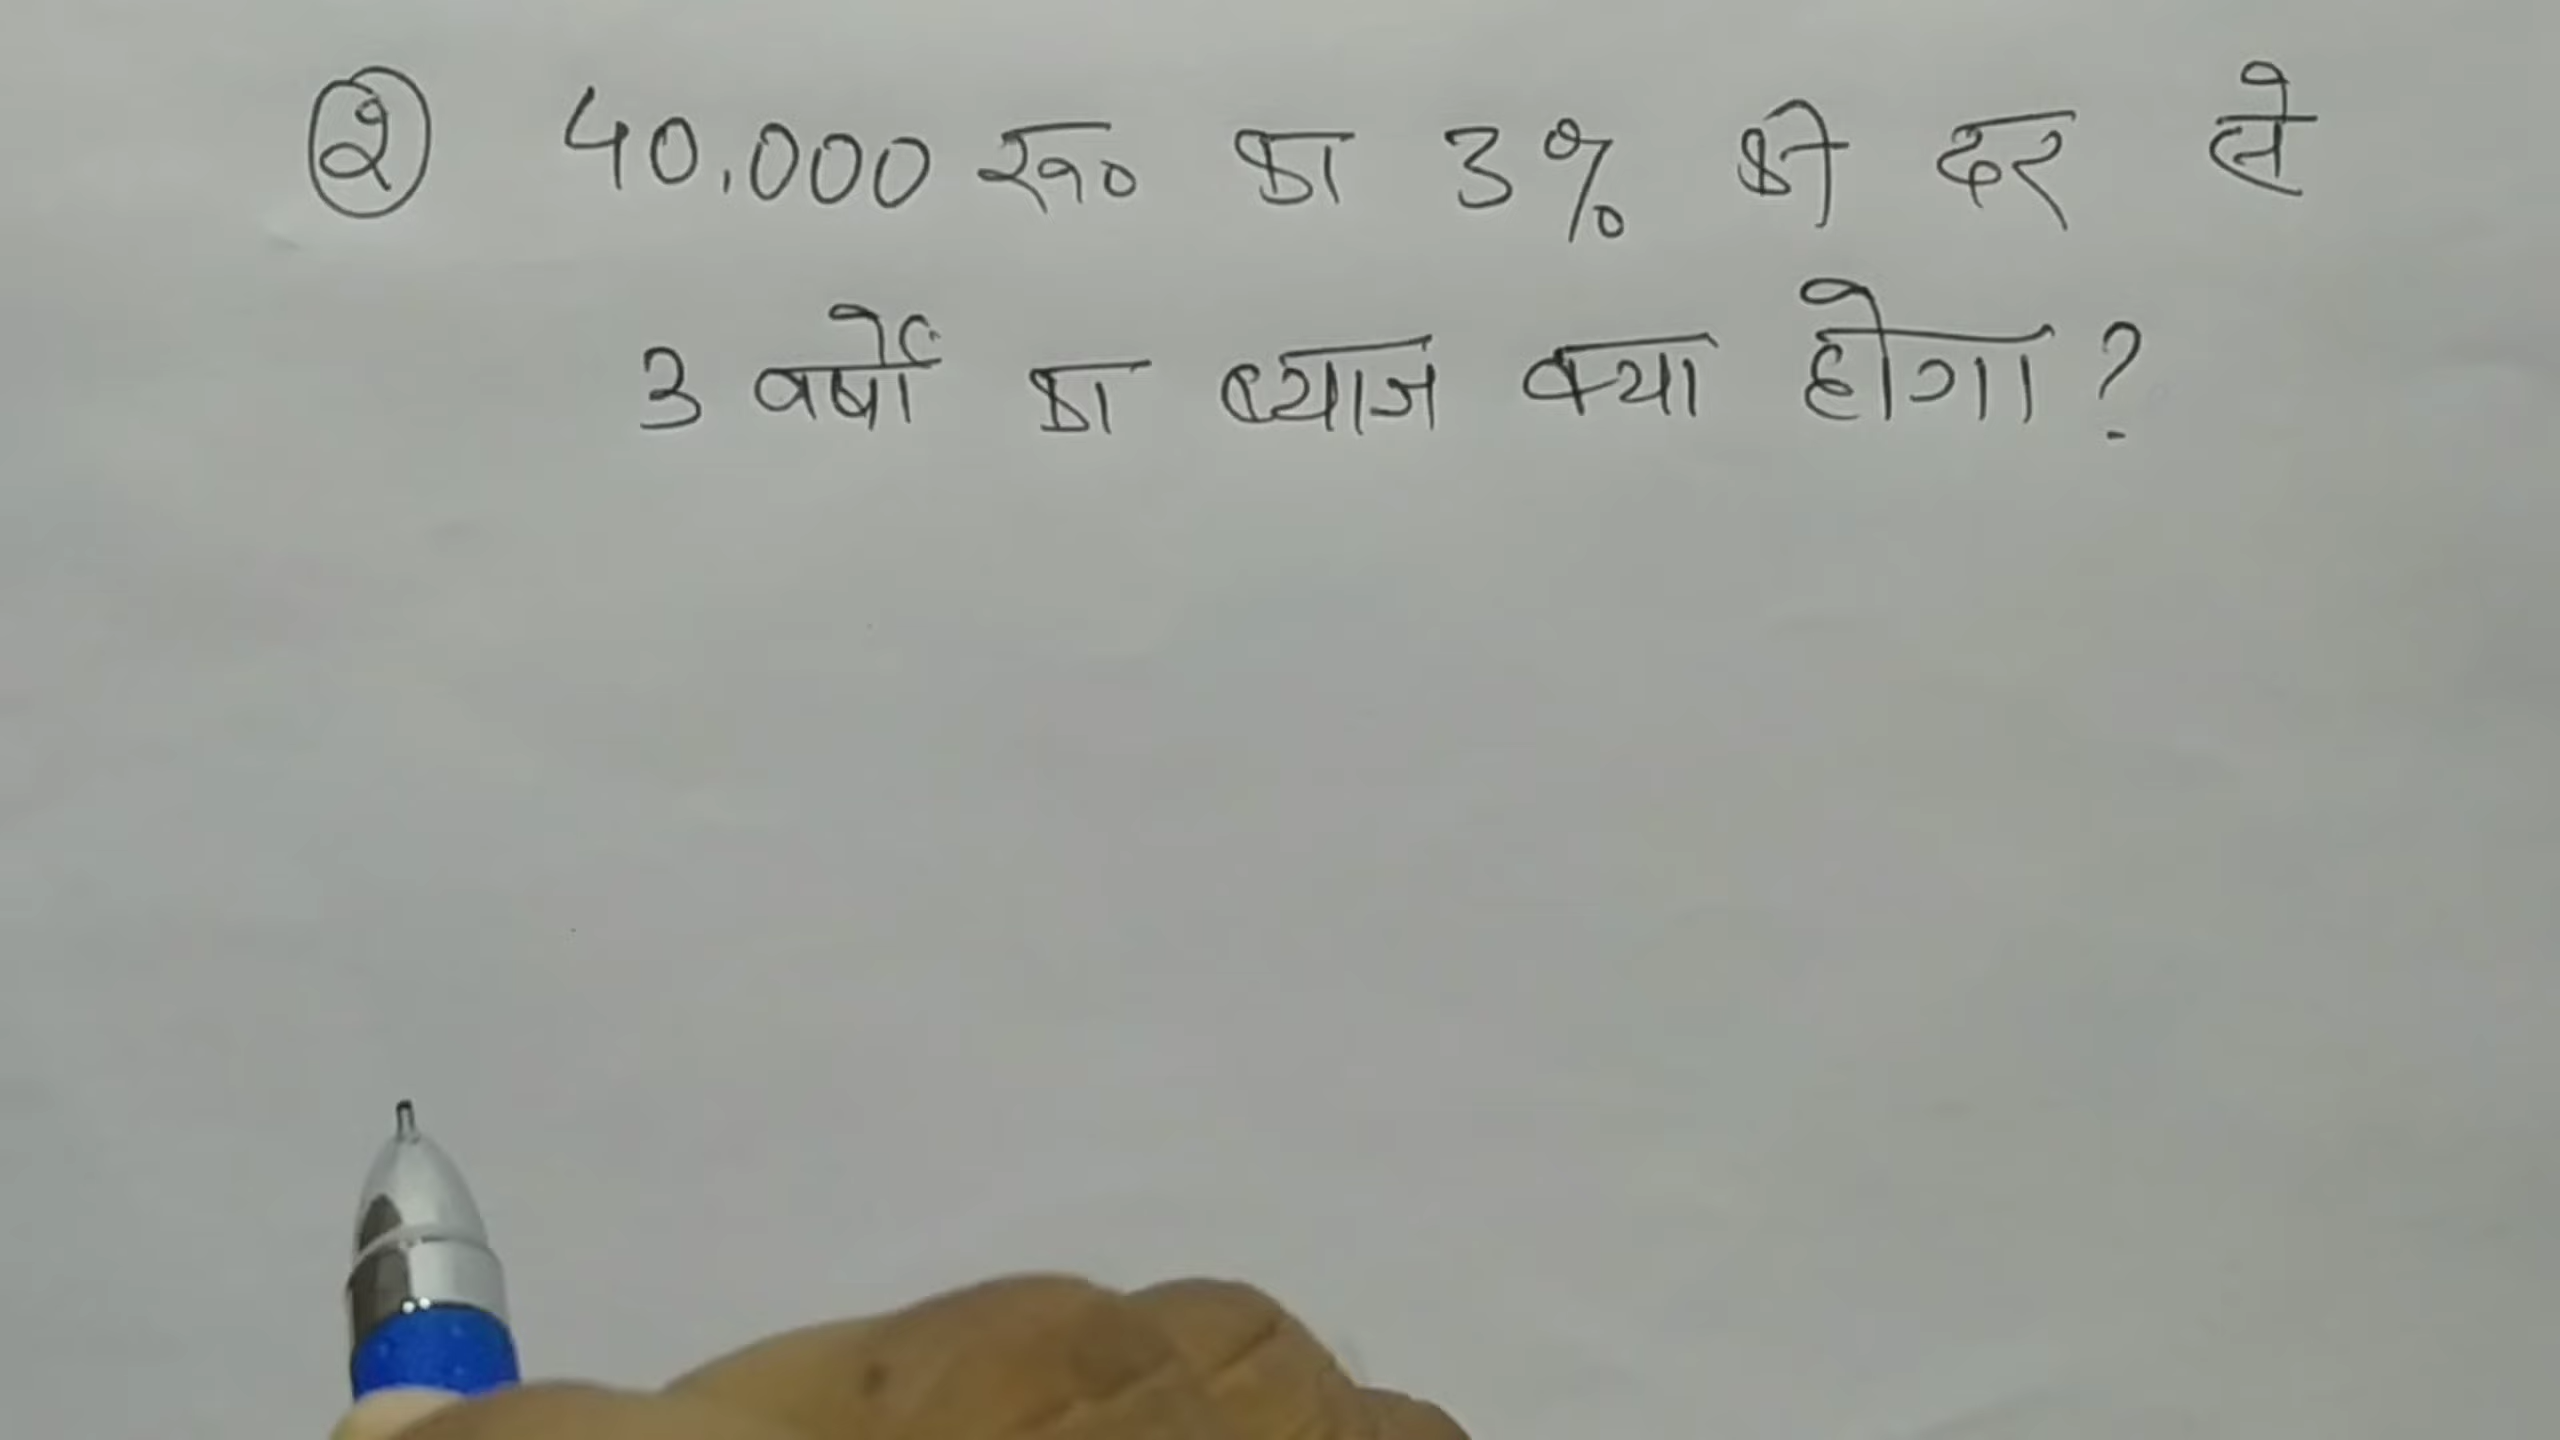 ② 40,000 रू० का 3% की दर से
3 वर्षों का ब्याज क्या होगा?